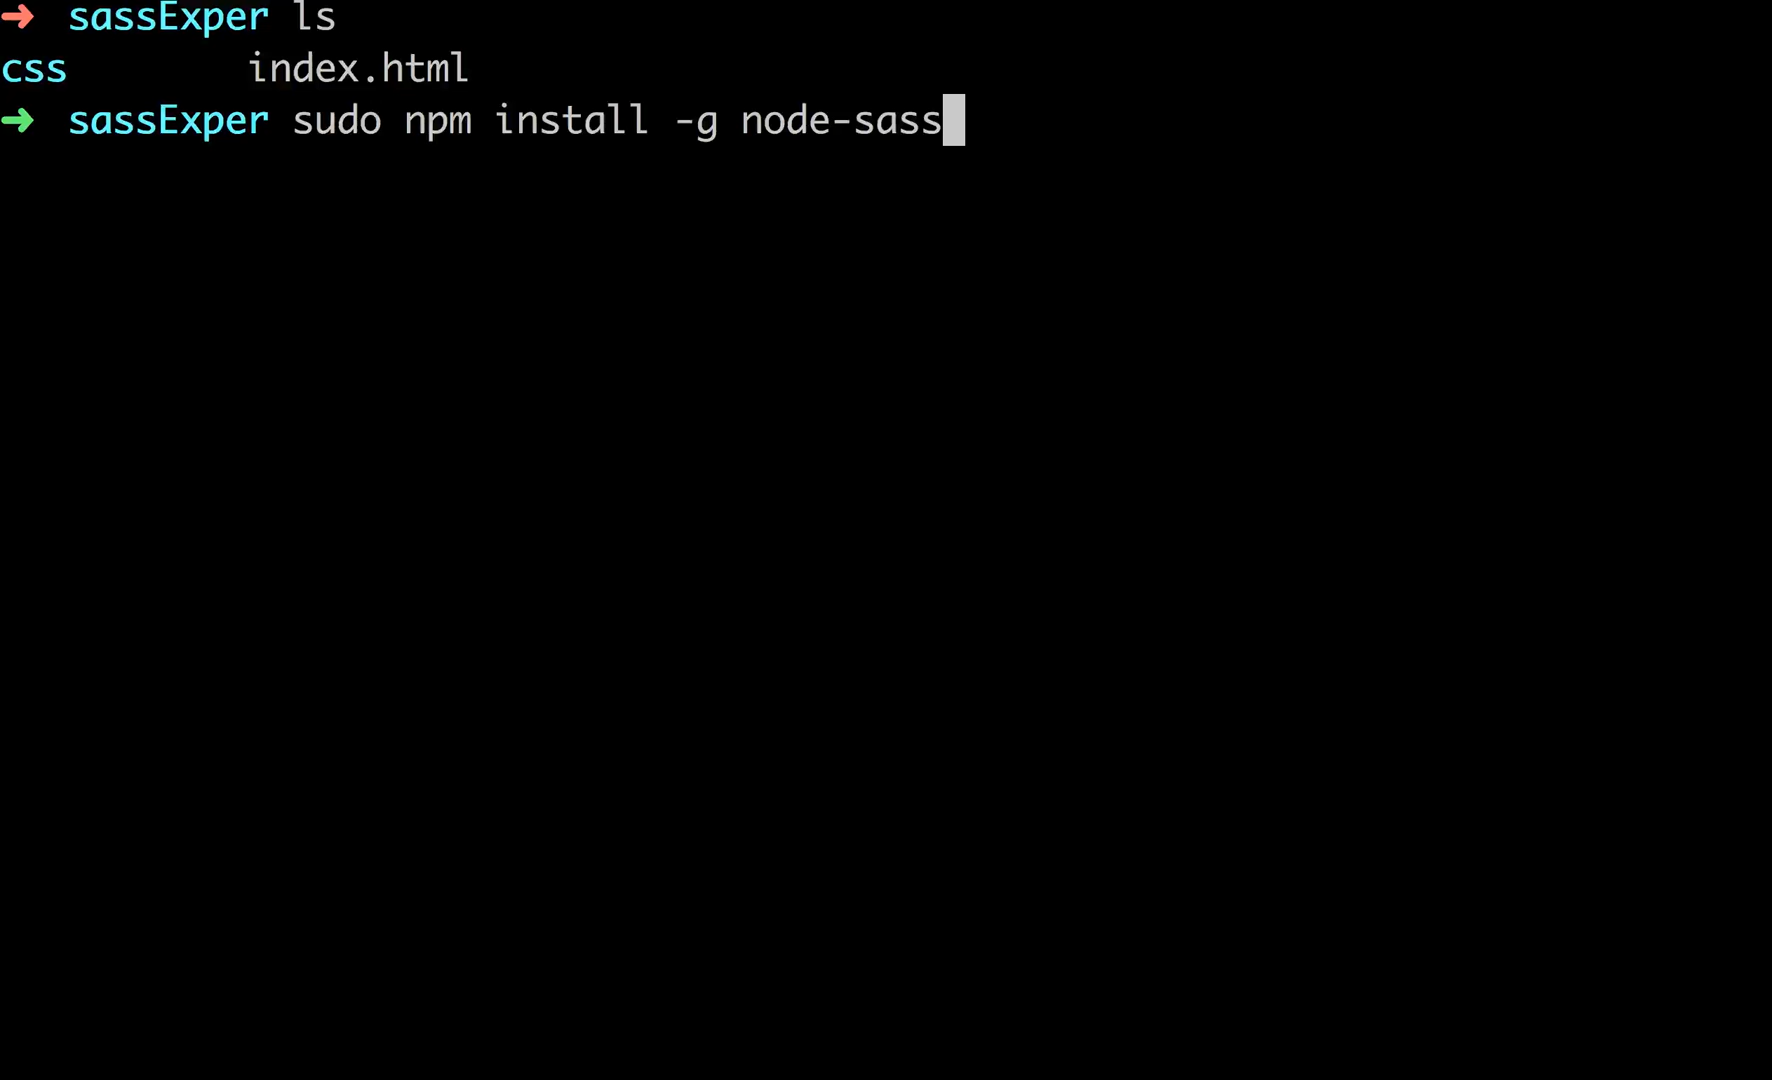 ➜ sassExper ls
css index.html
➜ sassExper sudo npm install -g node-sass